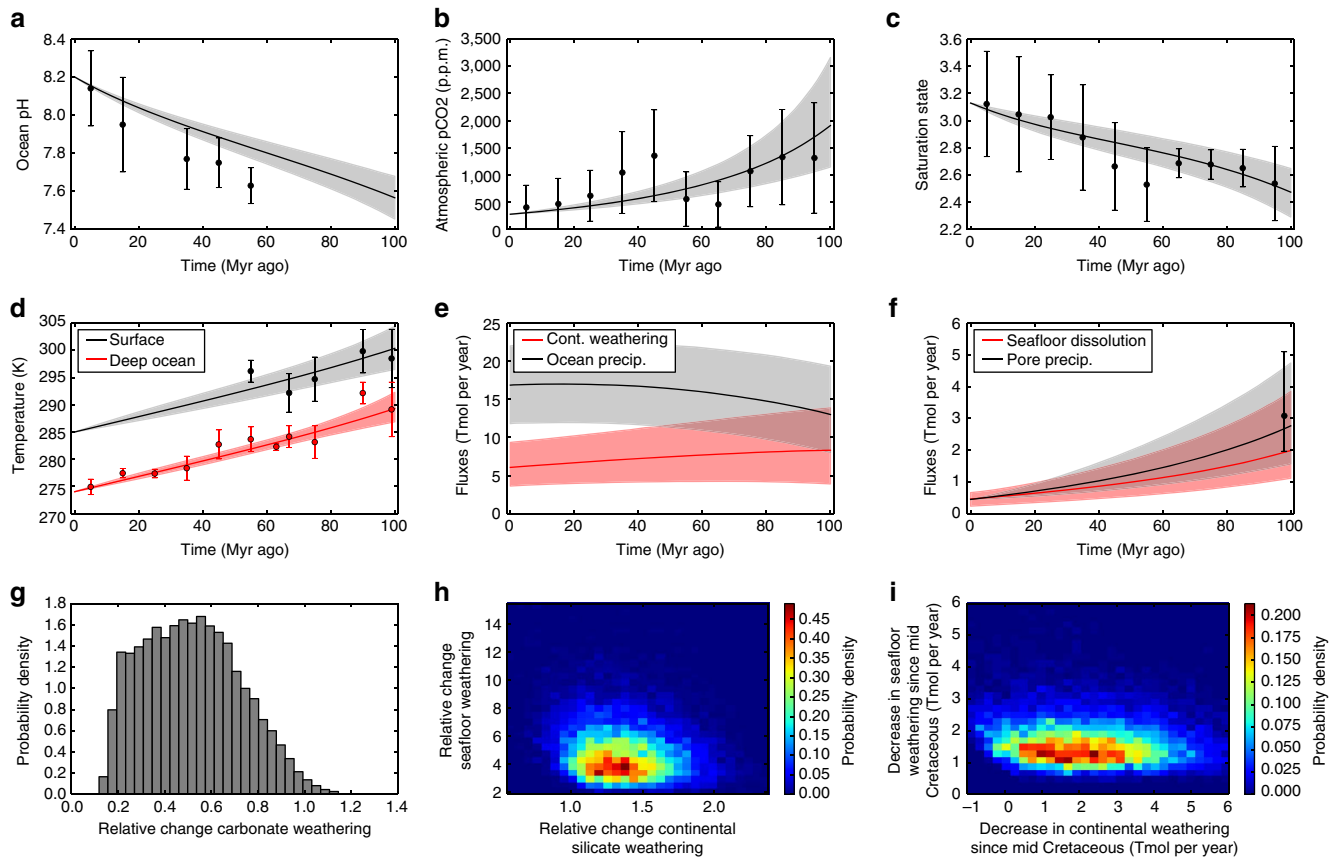 a
8.4
8.2
8.0
7.8
7.6
7.4
Ocean pH
0 20 40 60 80 100
Time (Myr ago)
b
3,500
3,000
2,500
2,000
1,500
1,000
500
0
Atmospheric pCO2 (p.p.m.)
0 20 40 60 80 100
Time (Myr ago
c
3.6
3.4
3.2
3.0
2.8
2.6
2.4
2.2
Saturation state
0 20 40 60 80 100
Time (Myr ago)
d
305
300
295
290
285
280
275
270
Temperature (K)
Surface
Deep ocean
0 20 40 60 80 100
Time (Myr ago)
e
25
20
15
10
5
0
Fluxes (Tmol per year)
Cont. weathering
Ocean precip.
0 20 40 60 80 100
Time (Myr ago)
f
6
5
4
3
2
1
0
Fluxes (Tmol per year)
Seafloor dissolution
Pore precip.
0 20 40 60 80 100
Time (Myr ago)
g
1.8
1.6
1.4
1.2
1.0
0.8
0.6
0.4
0.2
0.0
Probability density
0.0 0.2 0.4 0.6 0.8 1.0 1.2 1.4
Relative change carbonate weathering
h
14
12
10
8
6
4
2
Relative change
seafloor weathering
1.0 1.5 2.0
Relative change continental
silicate weathering
0.45
0.40
0.35
0.30
0.25
0.20
0.15
0.10
0.05
0.00
Probability density
i
6
5
4
3
2
1
0
Decrease in seafloor
weathering since mid
Cretaceous (Tmol per year)
−1 0 1 2 3 4 5 6
Decrease in continental weathering
since mid Cretaceous (Tmol per year)
0.200
0.175
0.150
0.125
0.100
0.075
0.050
0.025
0.000
Probability density